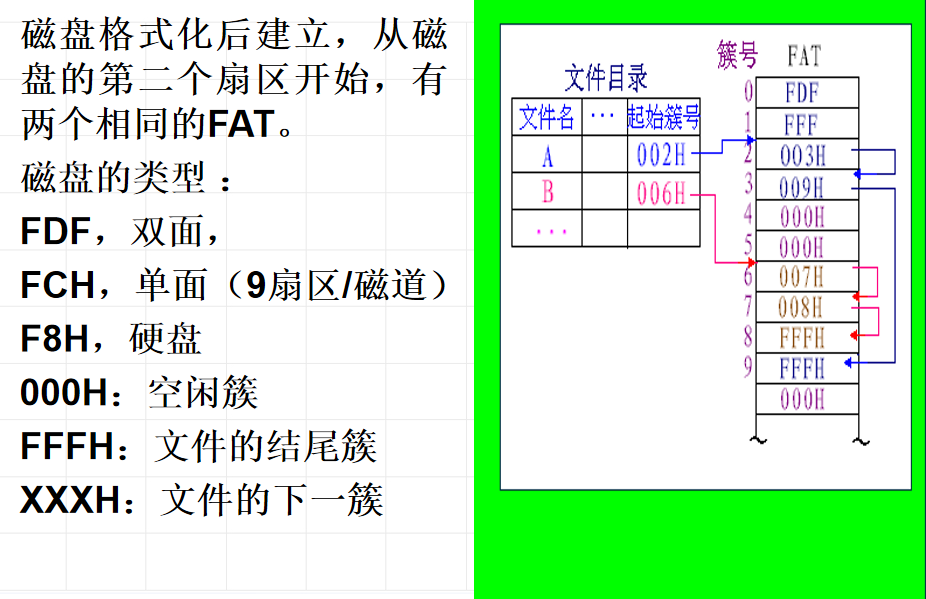 磁盘格式化后建立，从磁
盘的第二个扇区开始，有
两个相同的FAT。
磁盘的类型：
FDF，双面，
FCH，单面（9扇区/磁道）
F8H，硬盘
000H：空闲簇
FFFH：文件的结尾簇
XXXH：文件的下一簇
文件目录
文件名 ··· 起始簇号
A 002H
B 006H
···
簇号 FAT
0 FDF
1 FFF
2 003H
3 009H
4 000H
5 000H
6 007H
7 008H
8 FFFH
9 FFFH
000H